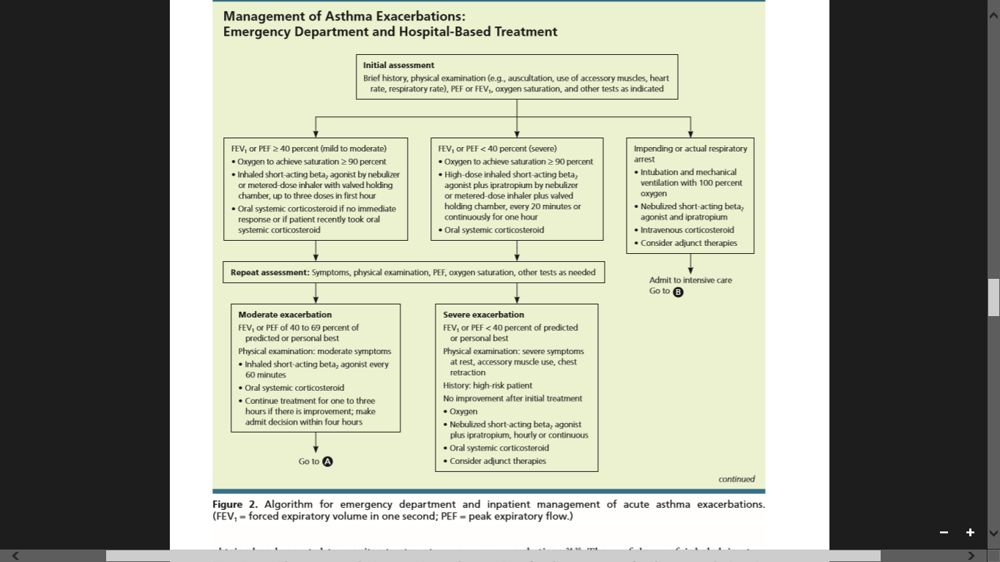 Management of Asthma Exacerbations:
Emergency Department and Hospital-Based Treatment
Initial assessment
Brief history, physical examination (e.g., auscultation, use of accessory muscles, heart
rate, respiratory rate), PEF or FEV₁, oxygen saturation, and other tests as indicated
FEV₁ or PEF ≥ 40 percent (mild to moderate)
• Oxygen to achieve saturation ≥ 90 percent
• Inhaled short-acting beta₂ agonist by nebulizer
or metered-dose inhaler with valved holding
chamber, up to three doses in first hour
• Oral systemic corticosteroid if no immediate
response or if patient recently took oral
systemic corticosteroid
FEV₁ or PEF < 40 percent (severe)
• Oxygen to achieve saturation ≥ 90 percent
• High-dose inhaled short-acting beta₂
agonist plus ipratropium by nebulizer
or metered-dose inhaler plus valved
holding chamber, every 20 minutes or
continuously for one hour
• Oral systemic corticosteroid
Impending or actual respiratory
arrest
• Intubation and mechanical
ventilation with 100 percent
oxygen
• Nebulized short-acting beta₂
agonist and ipratropium
• Intravenous corticosteroid
• Consider adjunct therapies
Repeat assessment: Symptoms, physical examination, PEF, oxygen saturation, other tests as needed
Admit to intensive care
Go to B
Moderate exacerbation
FEV₁ or PEF of 40 to 69 percent of
predicted or personal best
Physical examination: moderate symptoms
• Inhaled short-acting beta₂ agonist every
60 minutes
• Oral systemic corticosteroid
• Continue treatment for one to three
hours if there is improvement; make
admit decision within four hours
Go to A
Severe exacerbation
FEV₁ or PEF < 40 percent of predicted
or personal best
Physical examination: severe symptoms
at rest, accessory muscle use, chest
retraction
History: high-risk patient
No improvement after initial treatment
• Oxygen
• Nebulized short-acting beta₂ agonist
plus ipratropium, hourly or continuous
• Oral systemic corticosteroid
• Consider adjunct therapies
continued
Figure 2. Algorithm for emergency department and inpatient management of acute asthma exacerbations.
(FEV₁ = forced expiratory volume in one second; PEF = peak expiratory flow.)